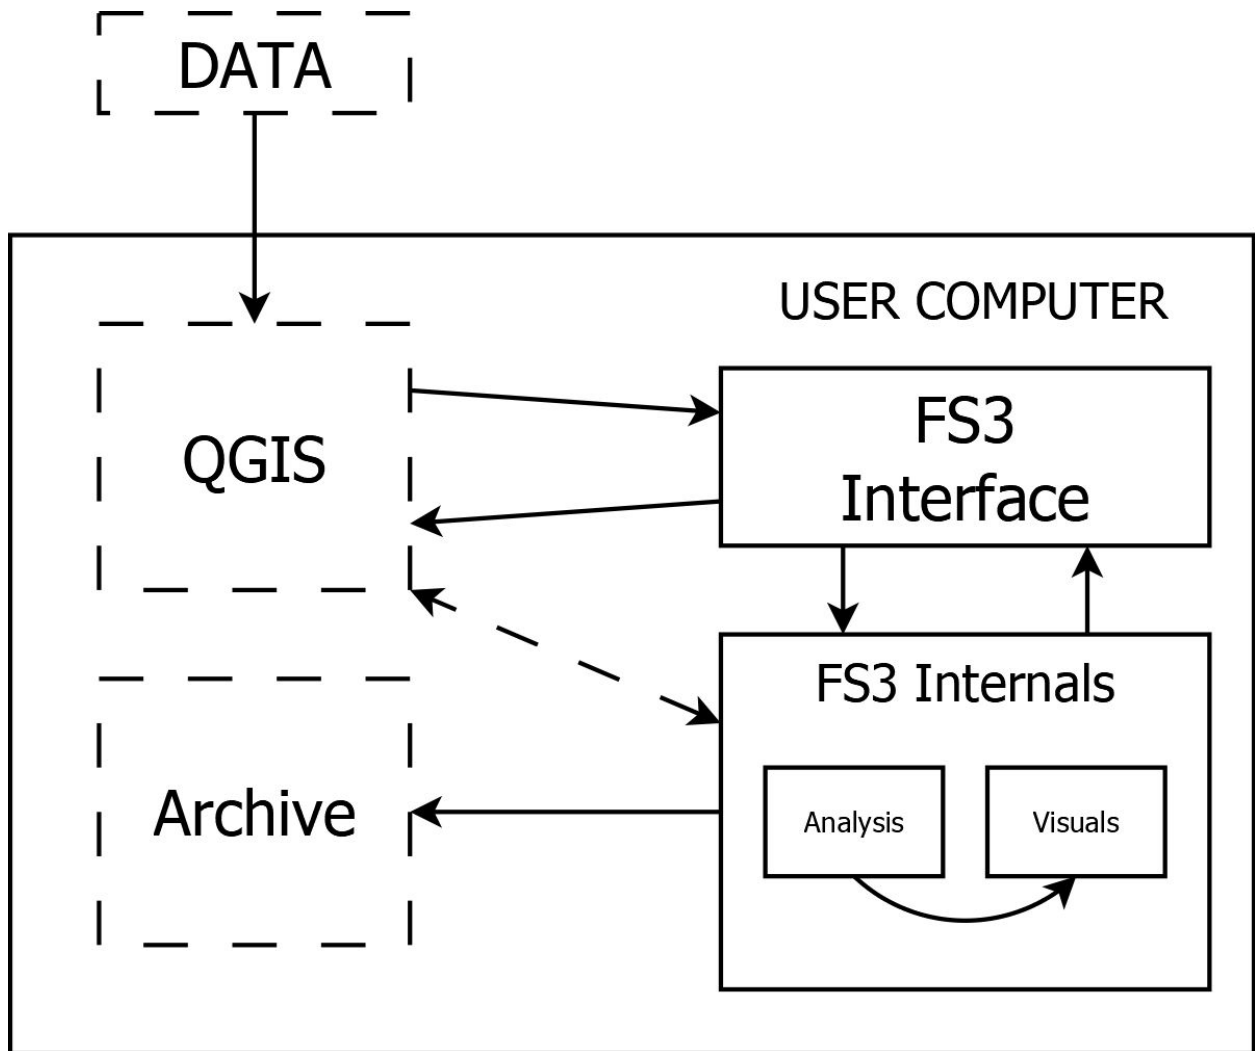 DATA
USER COMPUTER
QGIS
FS3
Interface
FS3 Internals
Archive
Analysis
Visuals